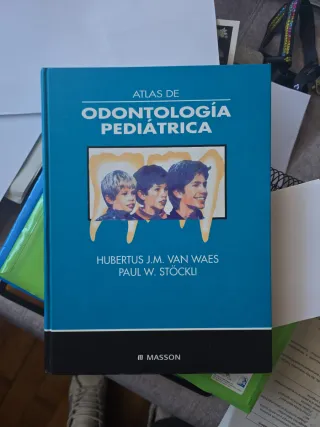 ATLAS DE
ODONTOLOGÍA
PEDIÁTRICA
HUBERTUS J.M. VAN WAES
PAUL W. STÖCKLI
MASSON